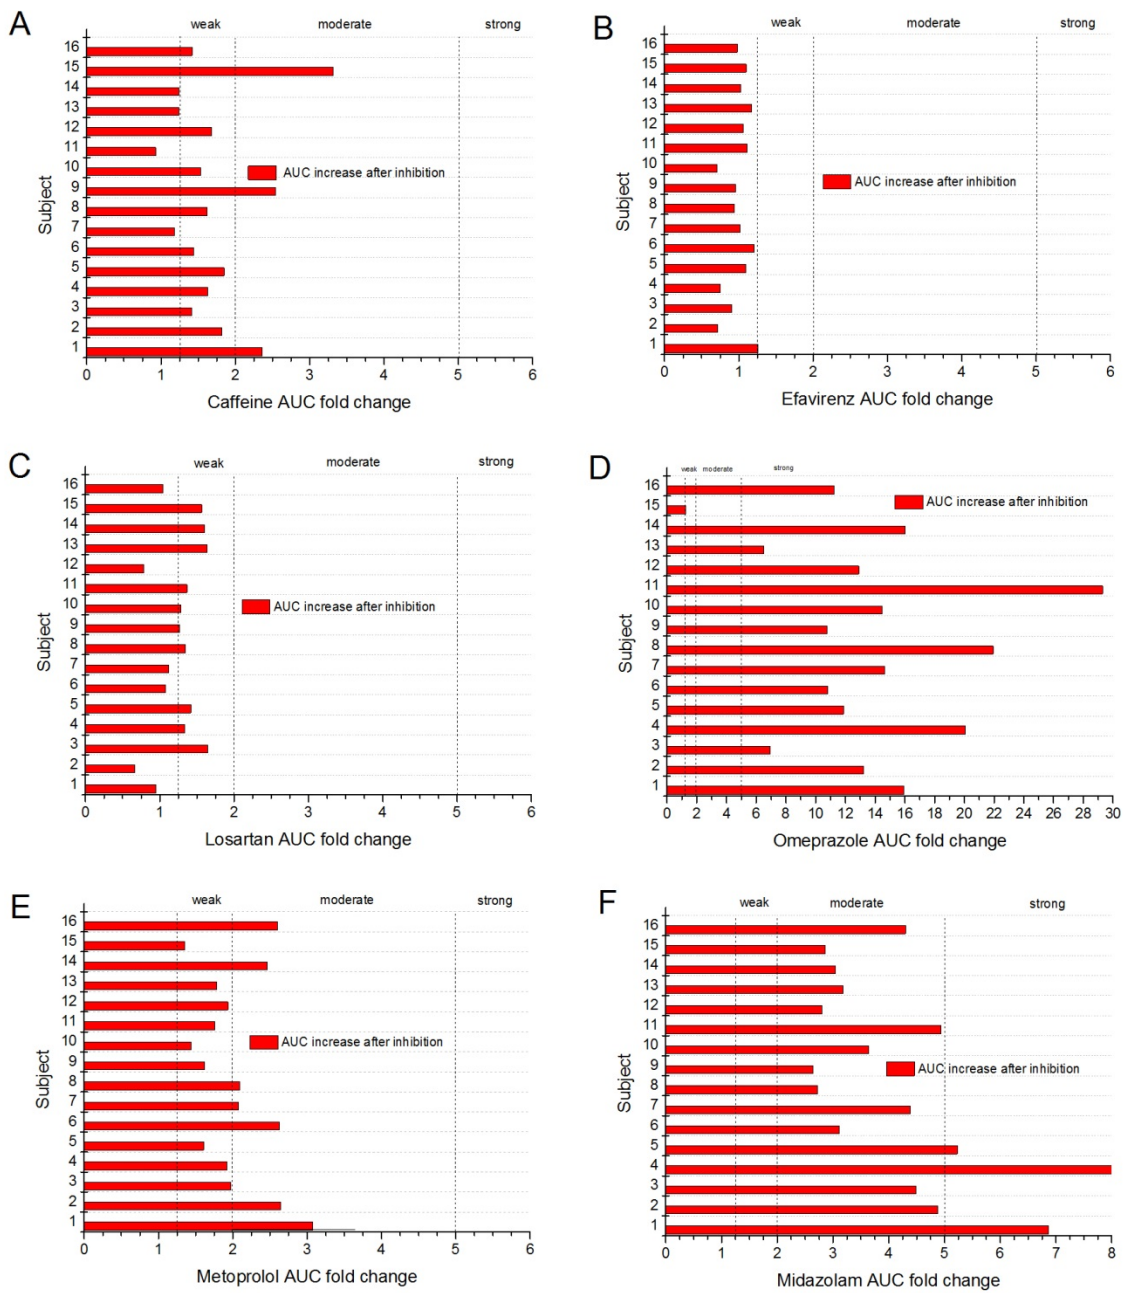 A
weak moderate strong
16
15
14
13
12
11
10
9
8
7
6
5
4
3
2
1
Subject
AUC increase after inhibition
0 1 2 3 4 5 6
Caffeine AUC fold change
B
weak moderate strong
16
15
14
13
12
11
10
9
8
7
6
5
4
3
2
1
Subject
AUC increase after inhibition
0 1 2 3 4 5 6
Efavirenz AUC fold change
C
weak moderate strong
16
15
14
13
12
11
10
9
8
7
6
5
4
3
2
1
Subject
AUC increase after inhibition
0 1 2 3 4 5 6
Losartan AUC fold change
D
weak moderate strong
16
15
14
13
12
11
10
9
8
7
6
5
4
3
2
1
Subject
AUC increase after inhibition
0 2 4 6 8 10 12 14 16 18 20 22 24 26 28 30
Omeprazole AUC fold change
E
weak moderate strong
16
15
14
13
12
11
10
9
8
7
6
5
4
3
2
1
Subject
AUC increase after inhibition
0 1 2 3 4 5 6
Metoprolol AUC fold change
F
weak moderate strong
16
15
14
13
12
11
10
9
8
7
6
5
4
3
2
1
Subject
AUC increase after inhibition
0 1 2 3 4 5 6 7 8
Midazolam AUC fold change